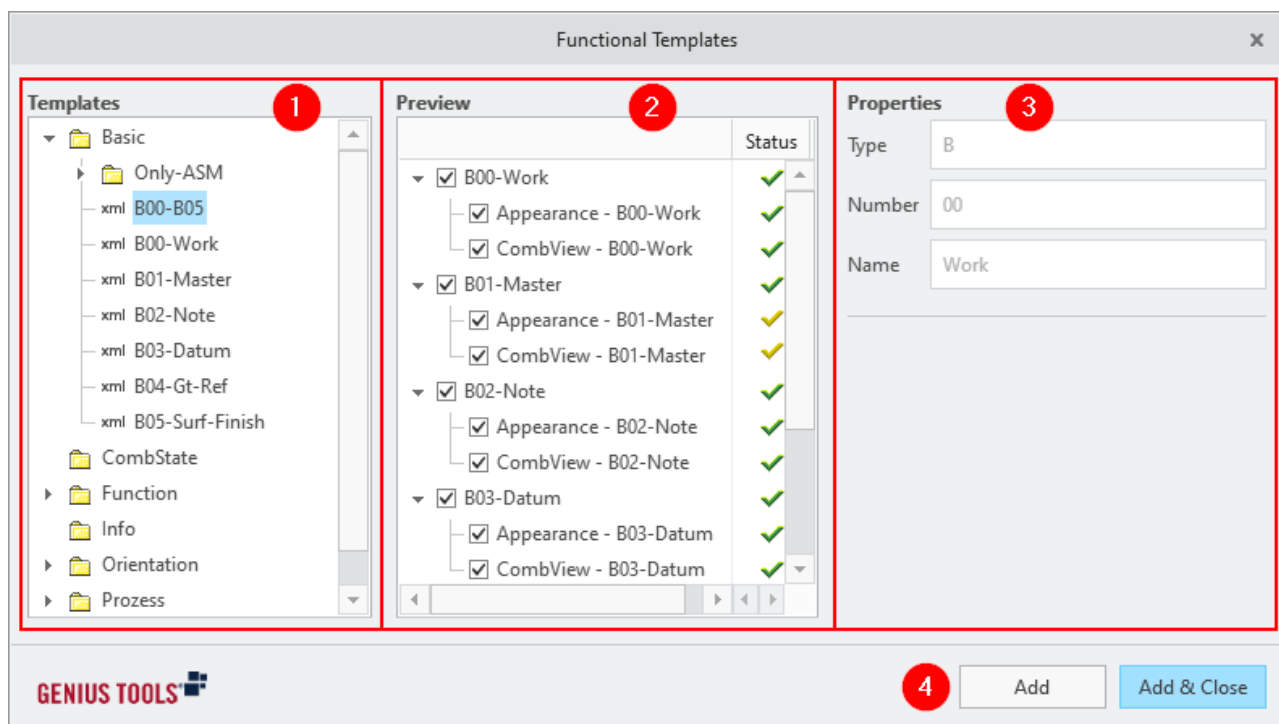 Functional Templates
Templates
1
Basic
Only-ASM
xml B00-B05
xml B00-Work
xml B01-Master
xml B02-Note
xml B03-Datum
xml B04-Gt-Ref
xml B05-Surf-Finish
CombState
Function
Info
Orientation
Prozess
Preview
2
Status
B00-Work
Appearance - B00-Work
CombView - B00-Work
B01-Master
Appearance - B01-Master
CombView - B01-Master
B02-Note
Appearance - B02-Note
CombView - B02-Note
B03-Datum
Appearance - B03-Datum
CombView - B03-Datum
Properties
3
Type B
Number 00
Name Work
GENIUS TOOLS
4
Add
Add & Close